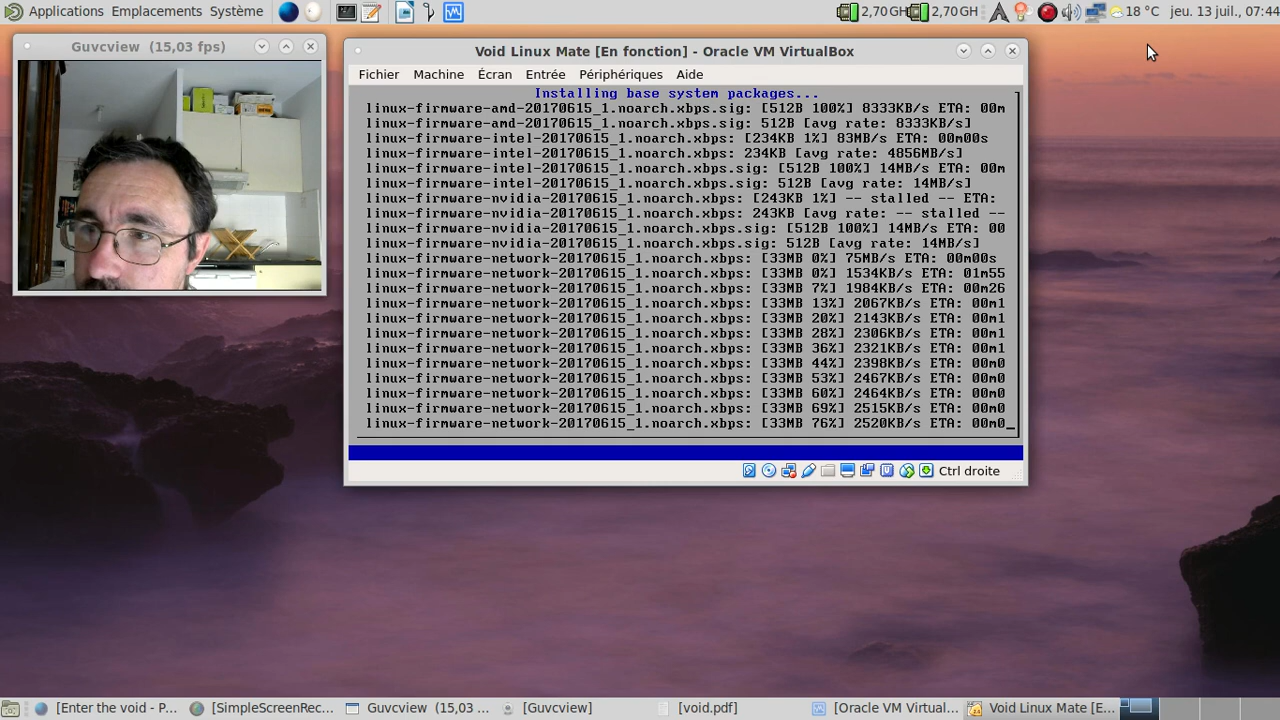 Applications Emplacements Système
2,70 GH 2,70 GH 18 °C jeu. 13 juil., 07:44
Guvcview (15,03 fps)
Void Linux Mate [En fonction] - Oracle VM VirtualBox
Fichier Machine Écran Entrée Périphériques Aide
Installing base system packages...
linux-firmware-amd-20170615_1.noarch.xbps.sig: [512B 100%] 8333KB/s ETA: 00m
linux-firmware-amd-20170615_1.noarch.xbps.sig: 512B [avg rate: 8333KB/s]
linux-firmware-intel-20170615_1.noarch.xbps: [234KB 1%] 83MB/s ETA: 00m00s
linux-firmware-intel-20170615_1.noarch.xbps: 234KB [avg rate: 4856MB/s]
linux-firmware-intel-20170615_1.noarch.xbps.sig: [512B 100%] 14MB/s ETA: 00m
linux-firmware-intel-20170615_1.noarch.xbps.sig: 512B [avg rate: 14MB/s]
linux-firmware-nvidia-20170615_1.noarch.xbps: [243KB 1%] -- stalled -- ETA:
linux-firmware-nvidia-20170615_1.noarch.xbps: 243KB [avg rate: -- stalled --
linux-firmware-nvidia-20170615_1.noarch.xbps.sig: [512B 100%] 14MB/s ETA: 00
linux-firmware-nvidia-20170615_1.noarch.xbps.sig: 512B [avg rate: 14MB/s]
linux-firmware-network-20170615_1.noarch.xbps: [33MB 0%] 75MB/s ETA: 00m00s
linux-firmware-network-20170615_1.noarch.xbps: [33MB 0%] 1534KB/s ETA: 01m55
linux-firmware-network-20170615_1.noarch.xbps: [33MB 7%] 1984KB/s ETA: 00m26
linux-firmware-network-20170615_1.noarch.xbps: [33MB 13%] 2067KB/s ETA: 00m1
linux-firmware-network-20170615_1.noarch.xbps: [33MB 20%] 2143KB/s ETA: 00m1
linux-firmware-network-20170615_1.noarch.xbps: [33MB 28%] 2306KB/s ETA: 00m1
linux-firmware-network-20170615_1.noarch.xbps: [33MB 36%] 2321KB/s ETA: 00m1
linux-firmware-network-20170615_1.noarch.xbps: [33MB 44%] 2398KB/s ETA: 00m0
linux-firmware-network-20170615_1.noarch.xbps: [33MB 53%] 2467KB/s ETA: 00m0
linux-firmware-network-20170615_1.noarch.xbps: [33MB 60%] 2464KB/s ETA: 00m0
linux-firmware-network-20170615_1.noarch.xbps: [33MB 69%] 2515KB/s ETA: 00m0
linux-firmware-network-20170615_1.noarch.xbps: [33MB 76%] 2520KB/s ETA: 00m0_
Ctrl droite
[Enter the void - P... [SimpleScreenRec... Guvcview (15,03 ... [Guvcview] [void.pdf] [Oracle VM Virtual... Void Linux Mate [E...